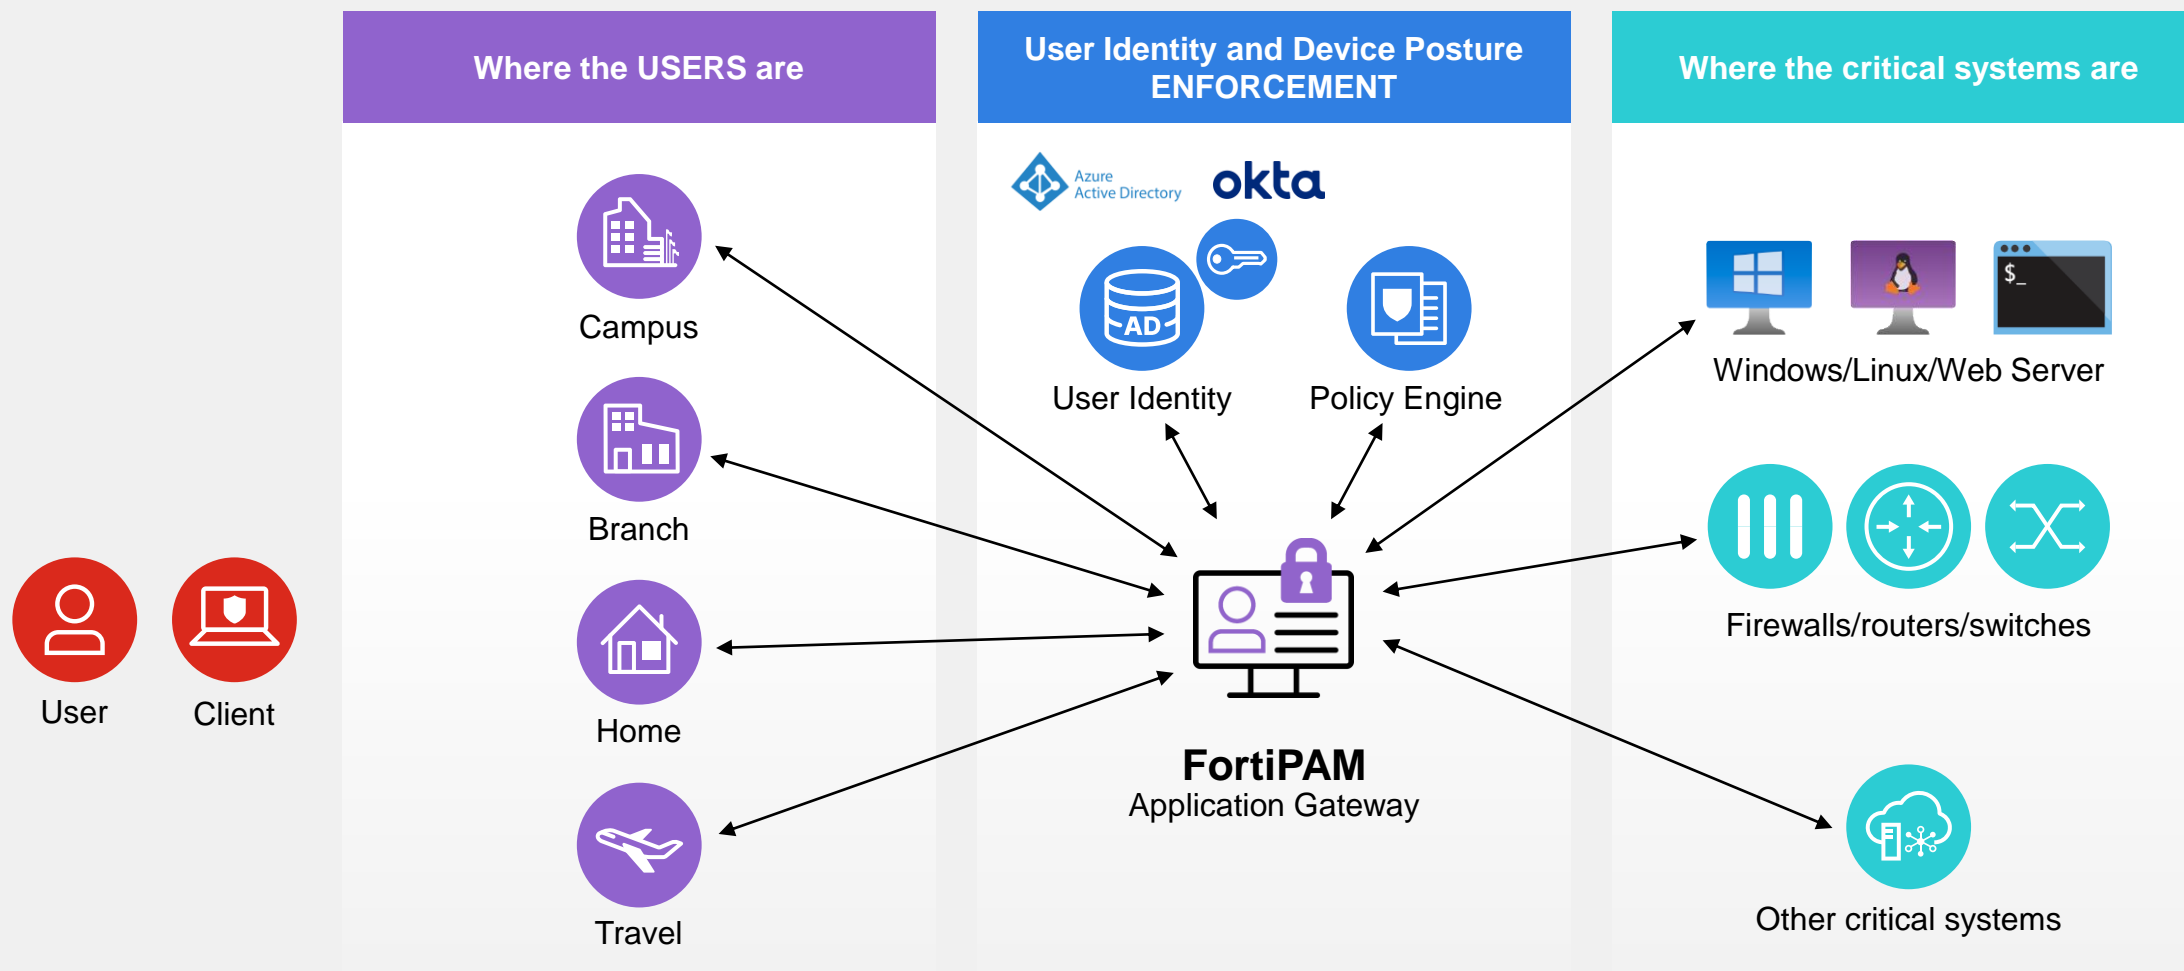 Where the USERS are
User Identity and Device Posture
ENFORCEMENT
Where the critical systems are
Azure
Active Directory
okta
AD
$_
Campus
User Identity
Policy Engine
Windows/Linux/Web Server
Branch
Firewalls/routers/switches
User
Client
Home
FortiPAM
Application Gateway
Travel
Other critical systems